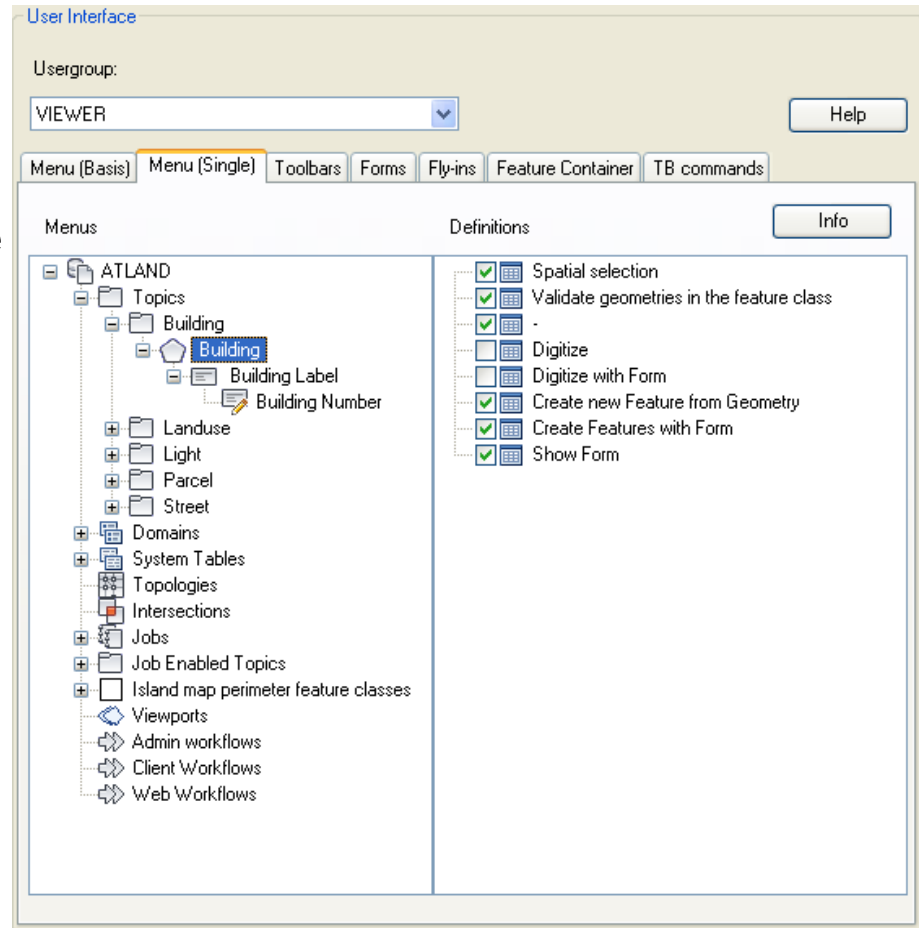 User Interface
Usergroup:
VIEWER
Help
Menu (Basis) Menu (Single) Toolbars Forms Fly-ins Feature Container TB commands
Menus
Definitions
Info
ATLAND
Topics
Building
Building
Building Label
Building Number
Landuse
Light
Parcel
Street
Domains
System Tables
Topologies
Intersections
Jobs
Job Enabled Topics
Island map perimeter feature classes
Viewports
Admin workflows
Client Workflows
Web Workflows
Spatial selection
Validate geometries in the feature class
-
Digitize
Digitize with Form
Create new Feature from Geometry
Create Features with Form
Show Form